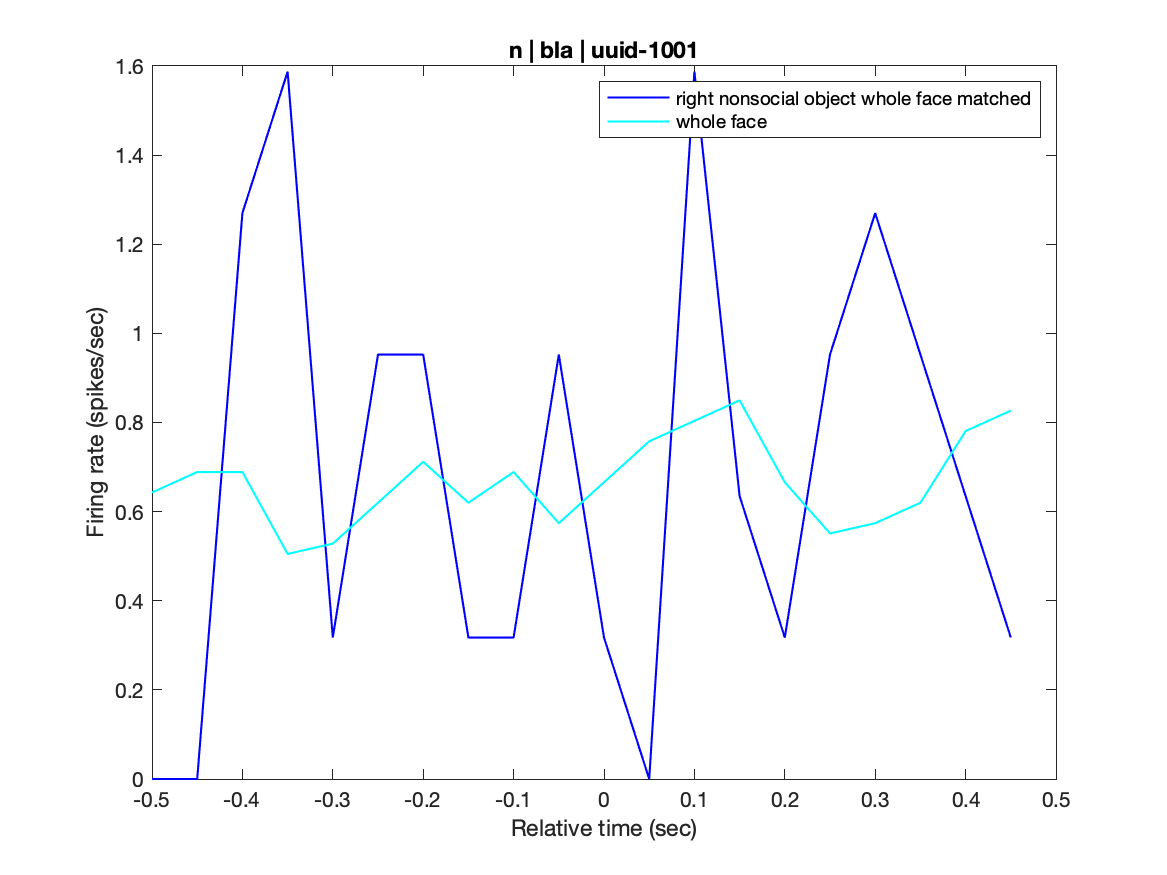 n | bla | uuid-1001
right nonsocial object whole face matched
whole face
Firing rate (spikes/sec)
1.6
1.4
1.2
1
0.8
0.6
0.4
0.2
0
-0.5 -0.4 -0.3 -0.2 -0.1 0 0.1 0.2 0.3 0.4 0.5
Relative time (sec)